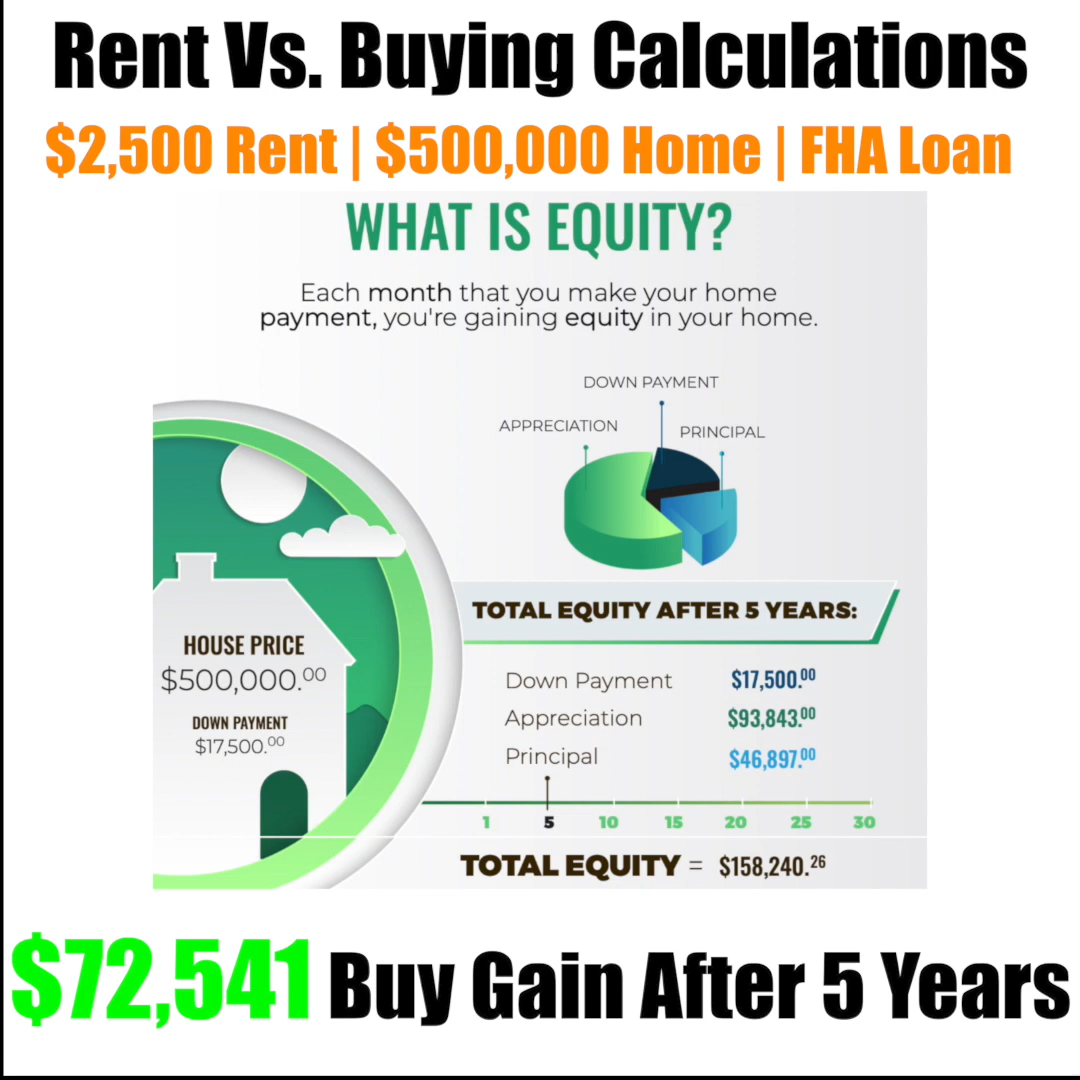 Rent Vs. Buying Calculations
$2,500 Rent | $500,000 Home | FHA Loan
WHAT IS EQUITY?
Each month that you make your home
payment, you're gaining equity in your home.
DOWN PAYMENT
APPRECIATION
PRINCIPAL
HOUSE PRICE
$500,000.00
DOWN PAYMENT
$17,500.00
TOTAL EQUITY AFTER 5 YEARS:
Down Payment $17,500.00
Appreciation $93,843.00
Principal $46,897.00
1 5 10 15 20 25 30
TOTAL EQUITY = $158,240.26
$72,541 Buy Gain After 5 Years